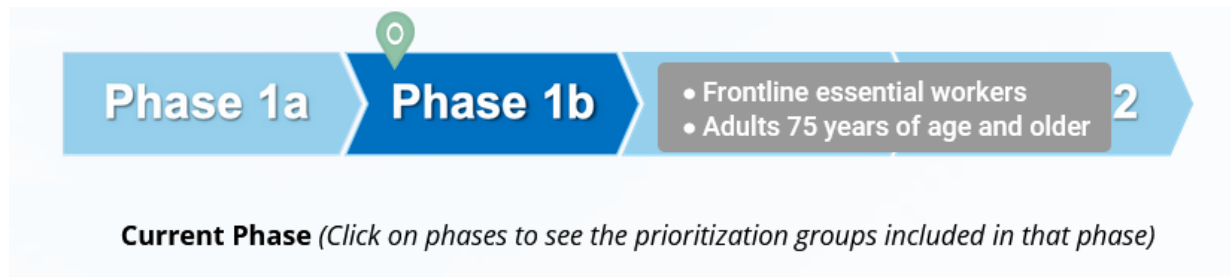 Phase 1a
Phase 1b
• Frontline essential workers
• Adults 75 years of age and older
2
Current Phase (Click on phases to see the prioritization groups included in that phase)